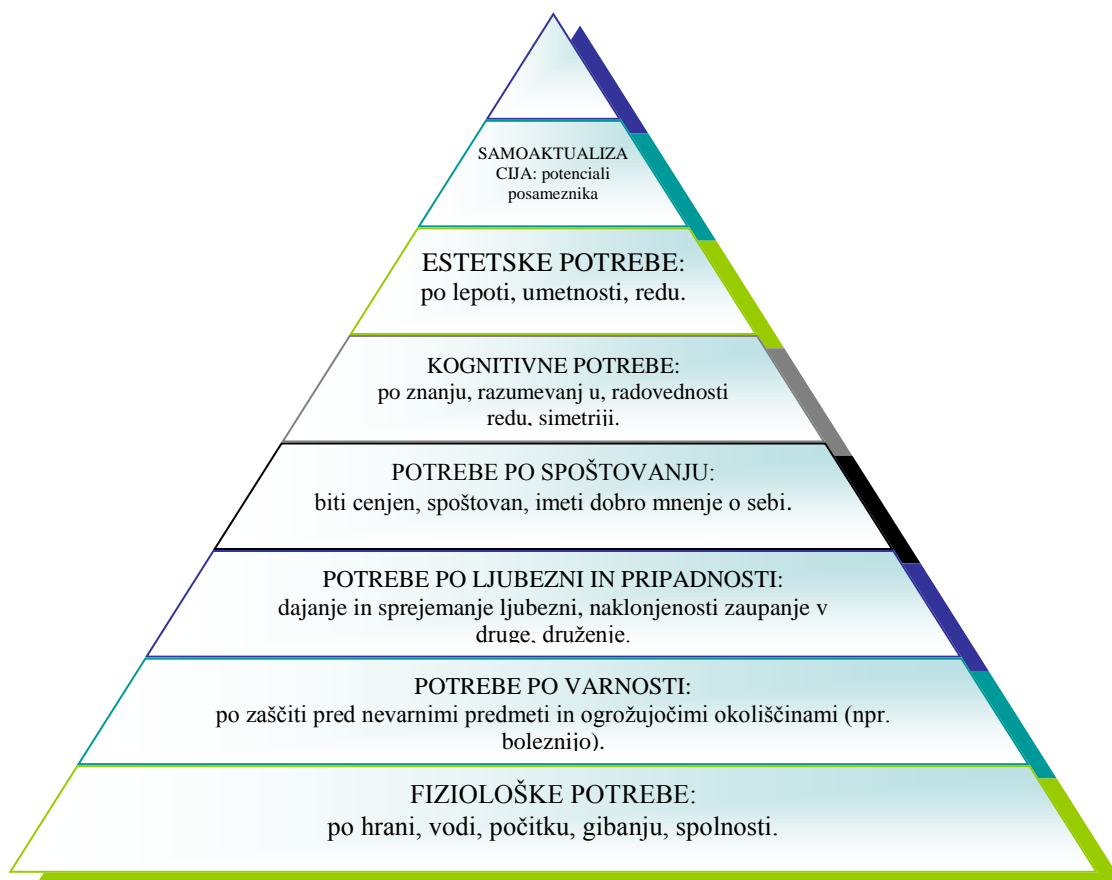 SAMOAKTUALIZA
CIJA: potenciali
posameznika
ESTETSKE POTREBE:
po lepoti, umetnosti, redu.
KOGNITIVNE POTREBE:
po znanju, razumevanj u, radovednosti
redu, simetriji.
POTREBE PO SPOŠTOVANJU:
biti cenjen, spoštovan, imeti dobro mnenje o sebi.
POTREBE PO LJUBEZNI IN PRIPADNOSTI:
dajanje in sprejemanje ljubezni, naklonjenosti zaupanje v
druge, druženje.
POTREBE PO VARNOSTI:
po zaščiti pred nevarnimi predmeti in ogrožujočimi okoliščinami (npr.
boleznijo).
FIZIOLOŠKE POTREBE:
po hrani, vodi, počitku, gibanju, spolnosti.